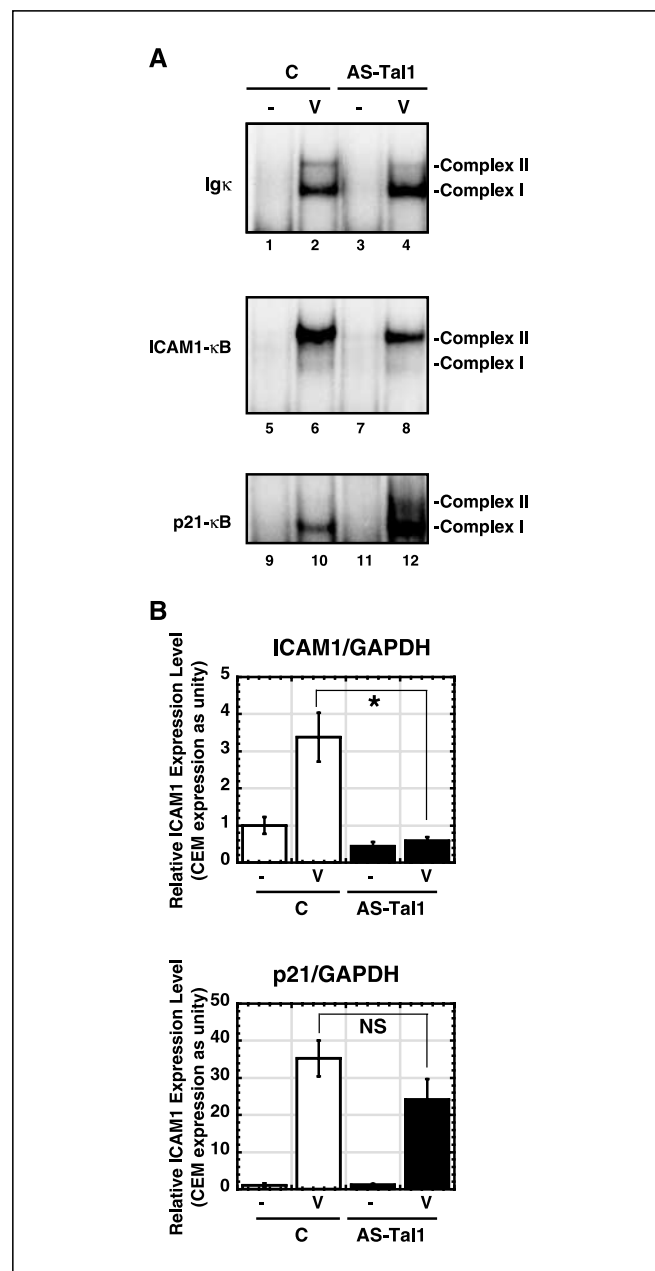 A
C AS-Tal1
- V - V
Igκ
-Complex II
-Complex I
1 2 3 4
ICAM1-κB
-Complex II
-Complex I
5 6 7 8
p21-κB
-Complex II
-Complex I
9 10 11 12
B
ICAM1/GAPDH
Relative ICAM1 Expression Level
(CEM expression as unity)
5
4
3
2
1
0
*
- V - V
C AS-Tal1
p21/GAPDH
Relative ICAM1 Expression Level
(CEM expression as unity)
50
40
30
20
10
0
NS
- V - V
C AS-Tal1